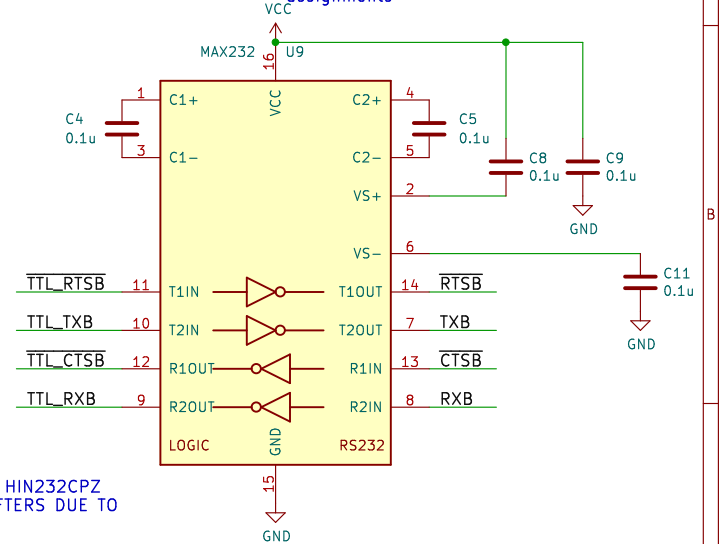 VCC
MAX232
U9
16
VCC
1
C1+
C2+
4
C4
0.1u
C5
0.1u
3
C1-
C2-
5
C8
0.1u
C9
0.1u
VS+
2
GND
VS-
6
C11
0.1u
GND
TTL_RTSB
11
T1IN
T1OUT
14
RTSB
TTL_TXB
10
T2IN
T2OUT
7
TXB
TTL_CTSB
12
R1OUT
R1IN
13
CTSB
TTL_RXB
9
R2OUT
R2IN
8
RXB
LOGIC
GND
RS232
15
GND
B
HIN232CPZ
DUE TO